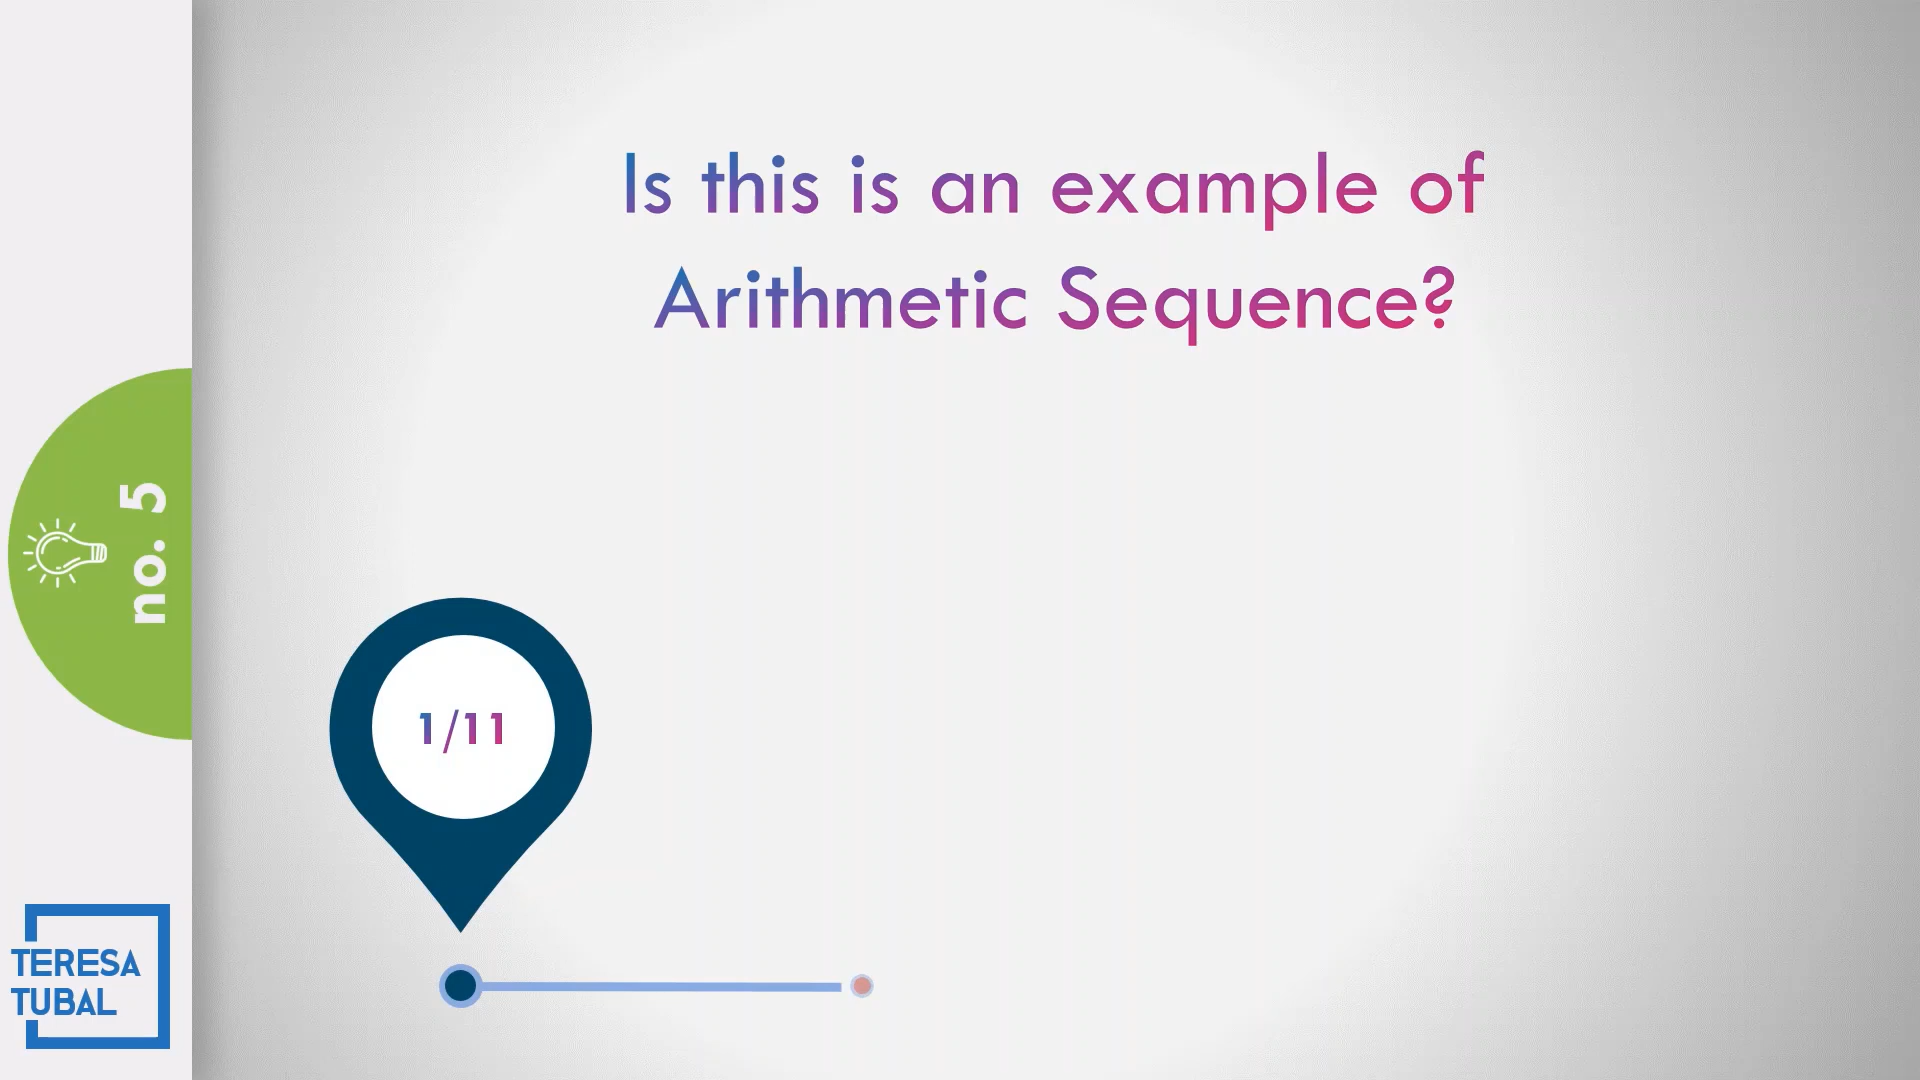 Is this is an example of
Arithmetic Sequence?
no. 5
1/11
TERESA
TUBAL